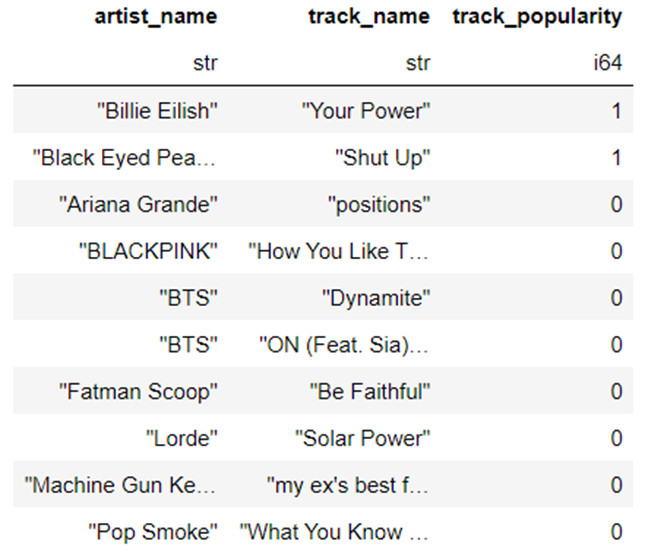 artist_name track_name track_popularity
str str i64
"Billie Eilish" "Your Power" 1
"Black Eyed Pea… "Shut Up" 1
"Ariana Grande" "positions" 0
"BLACKPINK" "How You Like T… 0
"BTS" "Dynamite" 0
"BTS" "ON (Feat. Sia)… 0
"Fatman Scoop" "Be Faithful" 0
"Lorde" "Solar Power" 0
"Machine Gun Ke… "my ex's best f… 0
"Pop Smoke" "What You Know … 0